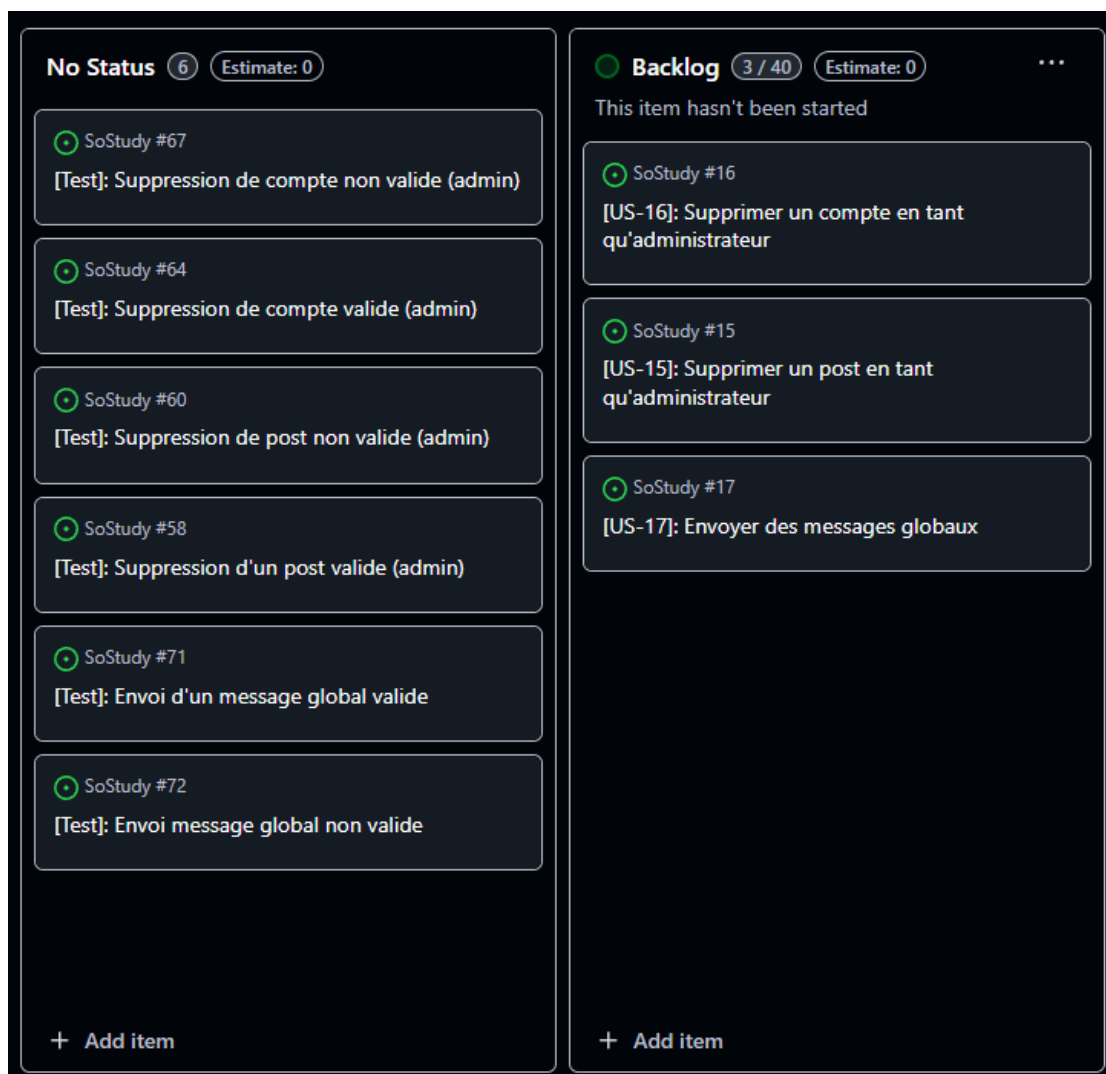 No Status 6 Estimate: 0
SoStudy #67
[Test]: Suppression de compte non valide (admin)
SoStudy #64
[Test]: Suppression de compte valide (admin)
SoStudy #60
[Test]: Suppression de post non valide (admin)
SoStudy #58
[Test]: Suppression d'un post valide (admin)
SoStudy #71
[Test]: Envoi d'un message global valide
SoStudy #72
[Test]: Envoi message global non valide
+ Add item
Backlog 3 / 40 Estimate: 0 ...
This item hasn't been started
SoStudy #16
[US-16]: Supprimer un compte en tant
qu'administrateur
SoStudy #15
[US-15]: Supprimer un post en tant
qu'administrateur
SoStudy #17
[US-17]: Envoyer des messages globaux
+ Add item